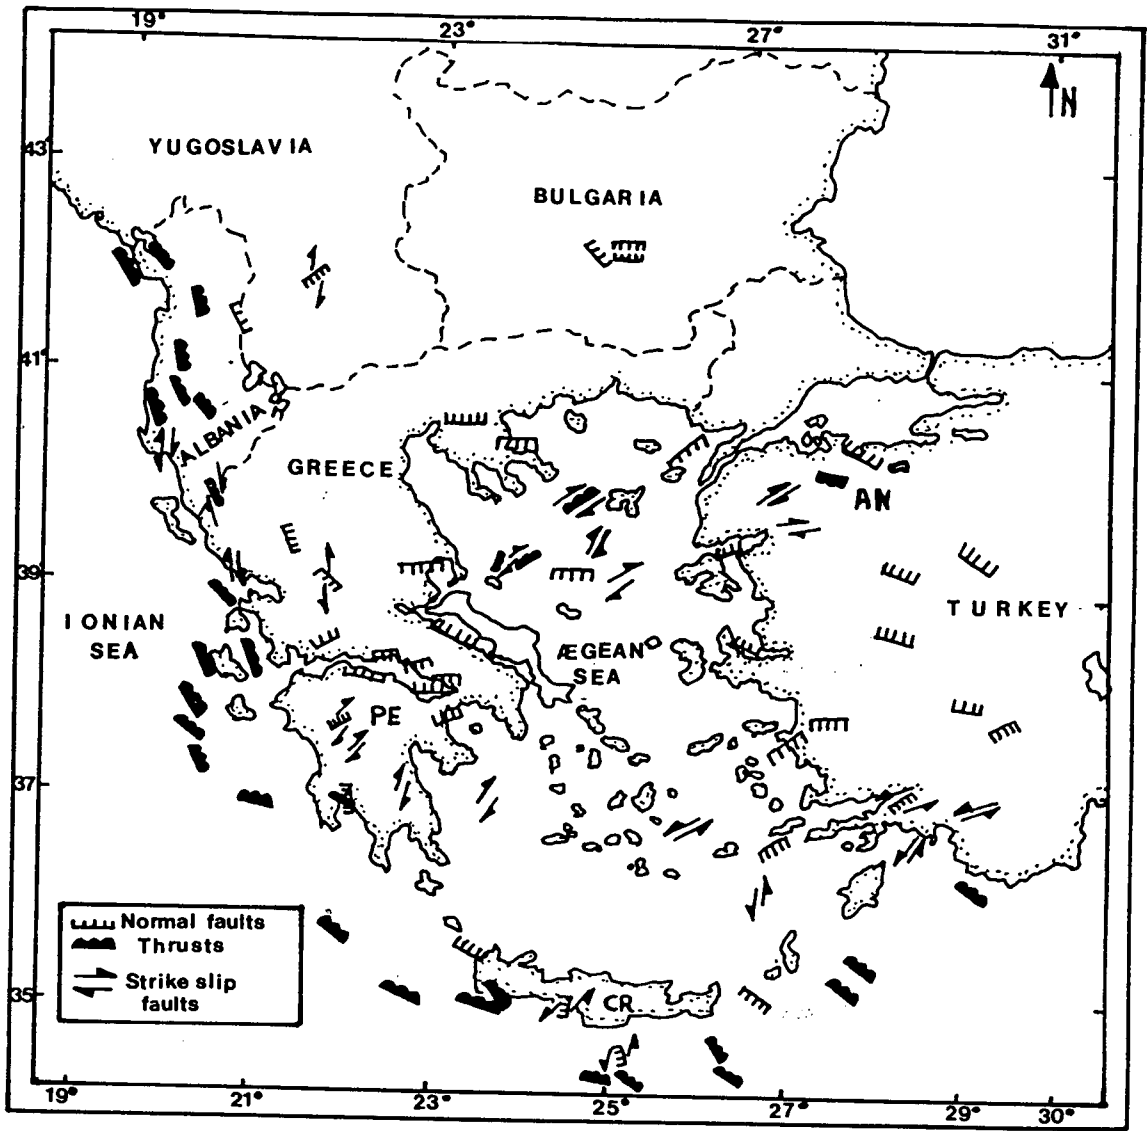 19°
23°
27°
31°
N
43°
YUGOSLAVIA
BULGARIA
41°
ALBANIA
GREECE
AN
39°
IONIAN
SEA
TURKEY
ÆGEAN
SEA
PE
37°
Normal faults
Thrusts
Strike slip
faults
35°
CR
19°
21°
23°
25°
27°
29°
30°